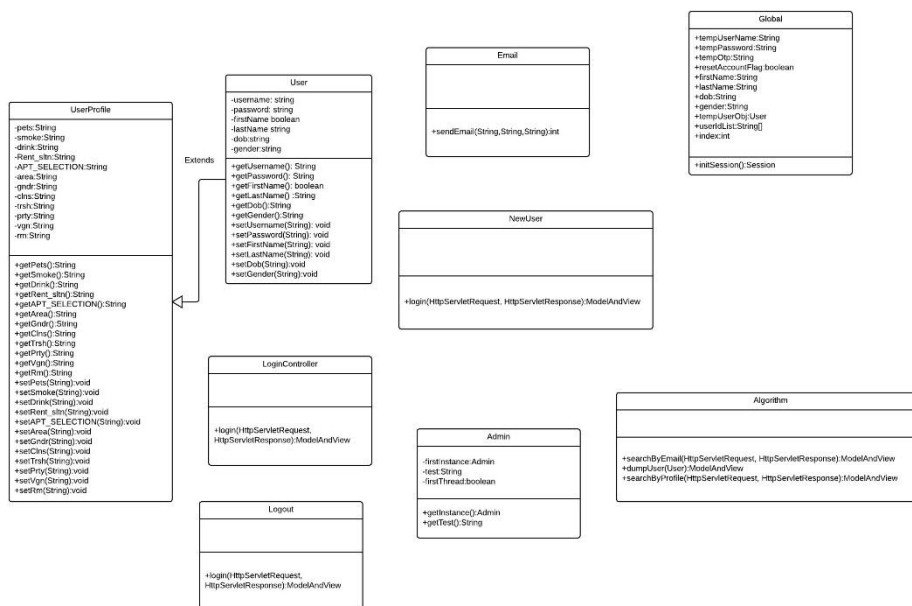 UserProfile
-pets:String
-smoke:String
-drink:String
-Rent_sltn:String
-APT_SELECTION:String
-area:String
-gndr:String
-clns:String
-trsh:String
-prty:String
-vgn:String
-rm:String
+getPets():String
+getSmoke():String
+getDrink():String
+getRent_sltn():String
+getAPT_SELECTION():String
+getArea():String
+getGndr():String
+getClns():String
+getTrsh():String
+getPrty():String
+getVgn():String
+getRm():String
+setPets(String):void
+setSmoke(String):void
+setDrink(String):void
+setRent_sltn(String):void
+setAPT_SELECTION(String):void
+setArea(String):void
+setGndr(String):void
+setClns(String):void
+setTrsh(String):void
+setPrty(String):void
+setVgn(String):void
+setRm(String):void
Extends
User
-username: string
-password: string
-firstName boolean
-lastName string
-dob:string
-gender:string
+getUsername(): String
+getPassword(): String
+getFirstName(): boolean
+getLastName() :String
+getDob():String
+getGender():String
+setUsername(String): void
+setPassword(String): void
+setFirstName(String): void
+setLastName(String): void
+setDob(String):void
+setGender(String):void
Email
+sendEmail(String,String,String):int
Global
+tempUserName:String
+tempPassword:String
+tempOtp:String
+resetAccountFlag:boolean
+firstName:String
+lastName:String
+dob:String
+gender:String
+tempUserObj:User
+userIdList:String[]
+index:int
+initSession():Session
NewUser
+login(HttpServletRequest, HttpServletResponse):ModelAndView
LoginController
+login(HttpServletRequest,
HttpServletResponse):ModelAndView
Admin
-firstInstance:Admin
-test:String
-firstThread:boolean
+getInstance():Admin
+getTest():String
Algorithm
+searchByEmail(HttpServletRequest, HttpServletResponse):ModelAndView
+dumpUser(User):ModelAndView
+searchByProfile(HttpServletRequest, HttpServletResponse):ModelAndView
Logout
+login(HttpServletRequest,
HttpServletResponse):ModelAndView